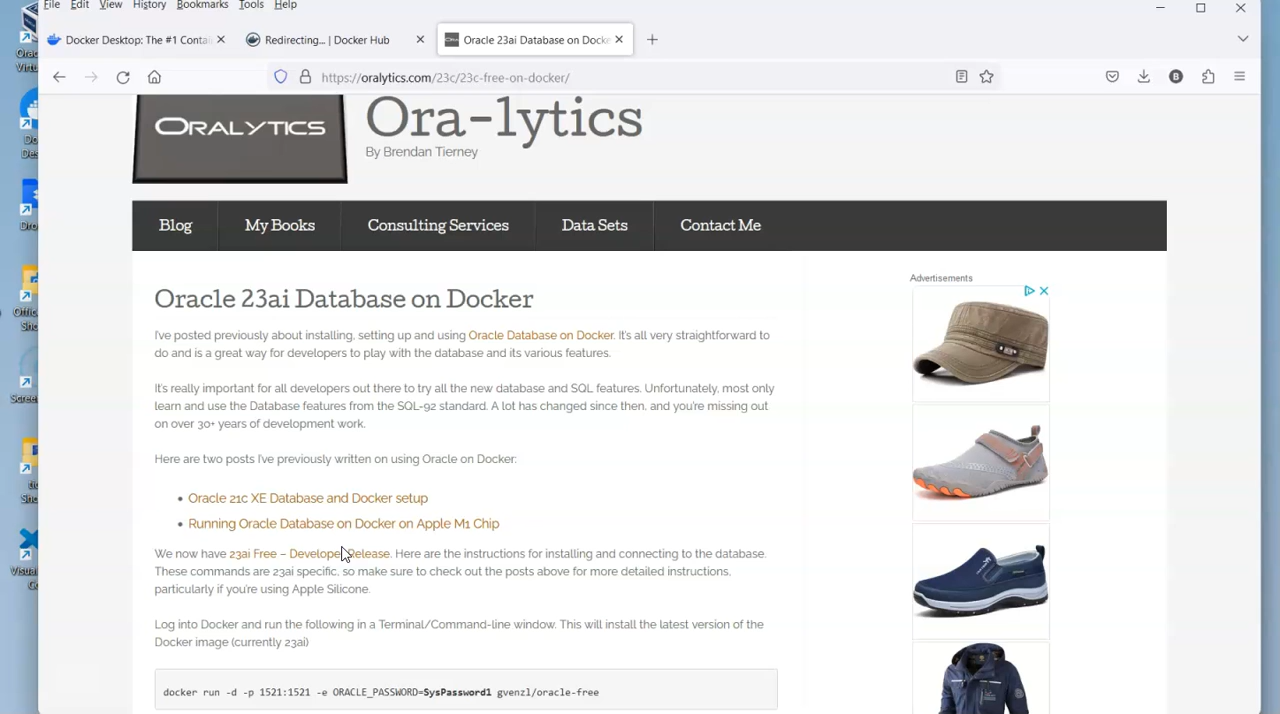 File Edit View History Bookmarks Tools Help
Docker Desktop: The #1 Contai
Redirecting... | Docker Hub
Oracle 23ai Database on Docke
https://oralytics.com/23c/23c-free-on-docker/
ORALYTICS
Ora-lytics
By Brendan Tierney
Blog My Books Consulting Services Data Sets Contact Me
Advertisements
Oracle 23ai Database on Docker
I've posted previously about installing, setting up and using Oracle Database on Docker. It's all very straightforward to
do and is a great way for developers to play with the database and its various features.
It's really important for all developers out there to try all the new database and SQL features. Unfortunately, most only
learn and use the Database features from the SQL-92 standard. A lot has changed since then, and you're missing out
on over 30+ years of development work.
Here are two posts I've previously written on using Oracle on Docker:
• Oracle 21c XE Database and Docker setup
• Running Oracle Database on Docker on Apple M1 Chip
We now have 23ai Free – Developer Release. Here are the instructions for installing and connecting to the database.
These commands are 23ai specific, so make sure to check out the posts above for more detailed instructions,
particularly if you're using Apple Silicone.
Log into Docker and run the following in a Terminal/Command-line window. This will install the latest version of the
Docker image (currently 23ai)
docker run -d -p 1521:1521 -e ORACLE_PASSWORD=SysPassword1 gvenzl/oracle-free